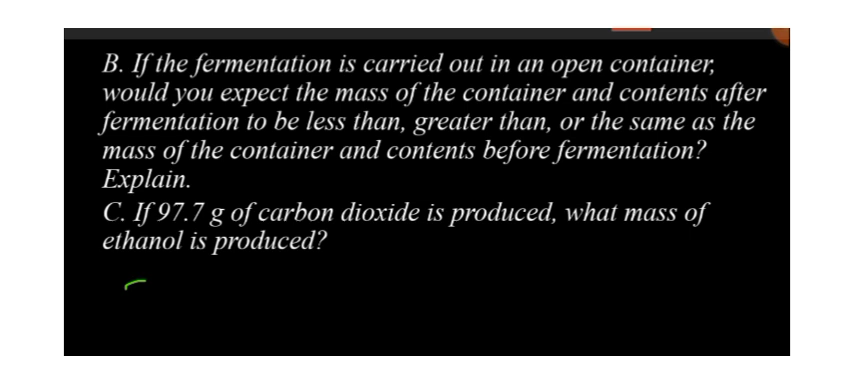 B. If the fermentation is carried out in an open container,
would you expect the mass of the container and contents after
fermentation to be less than, greater than, or the same as the
mass of the container and contents before fermentation?
Explain.
C. If 97.7 g of carbon dioxide is produced, what mass of
ethanol is produced?